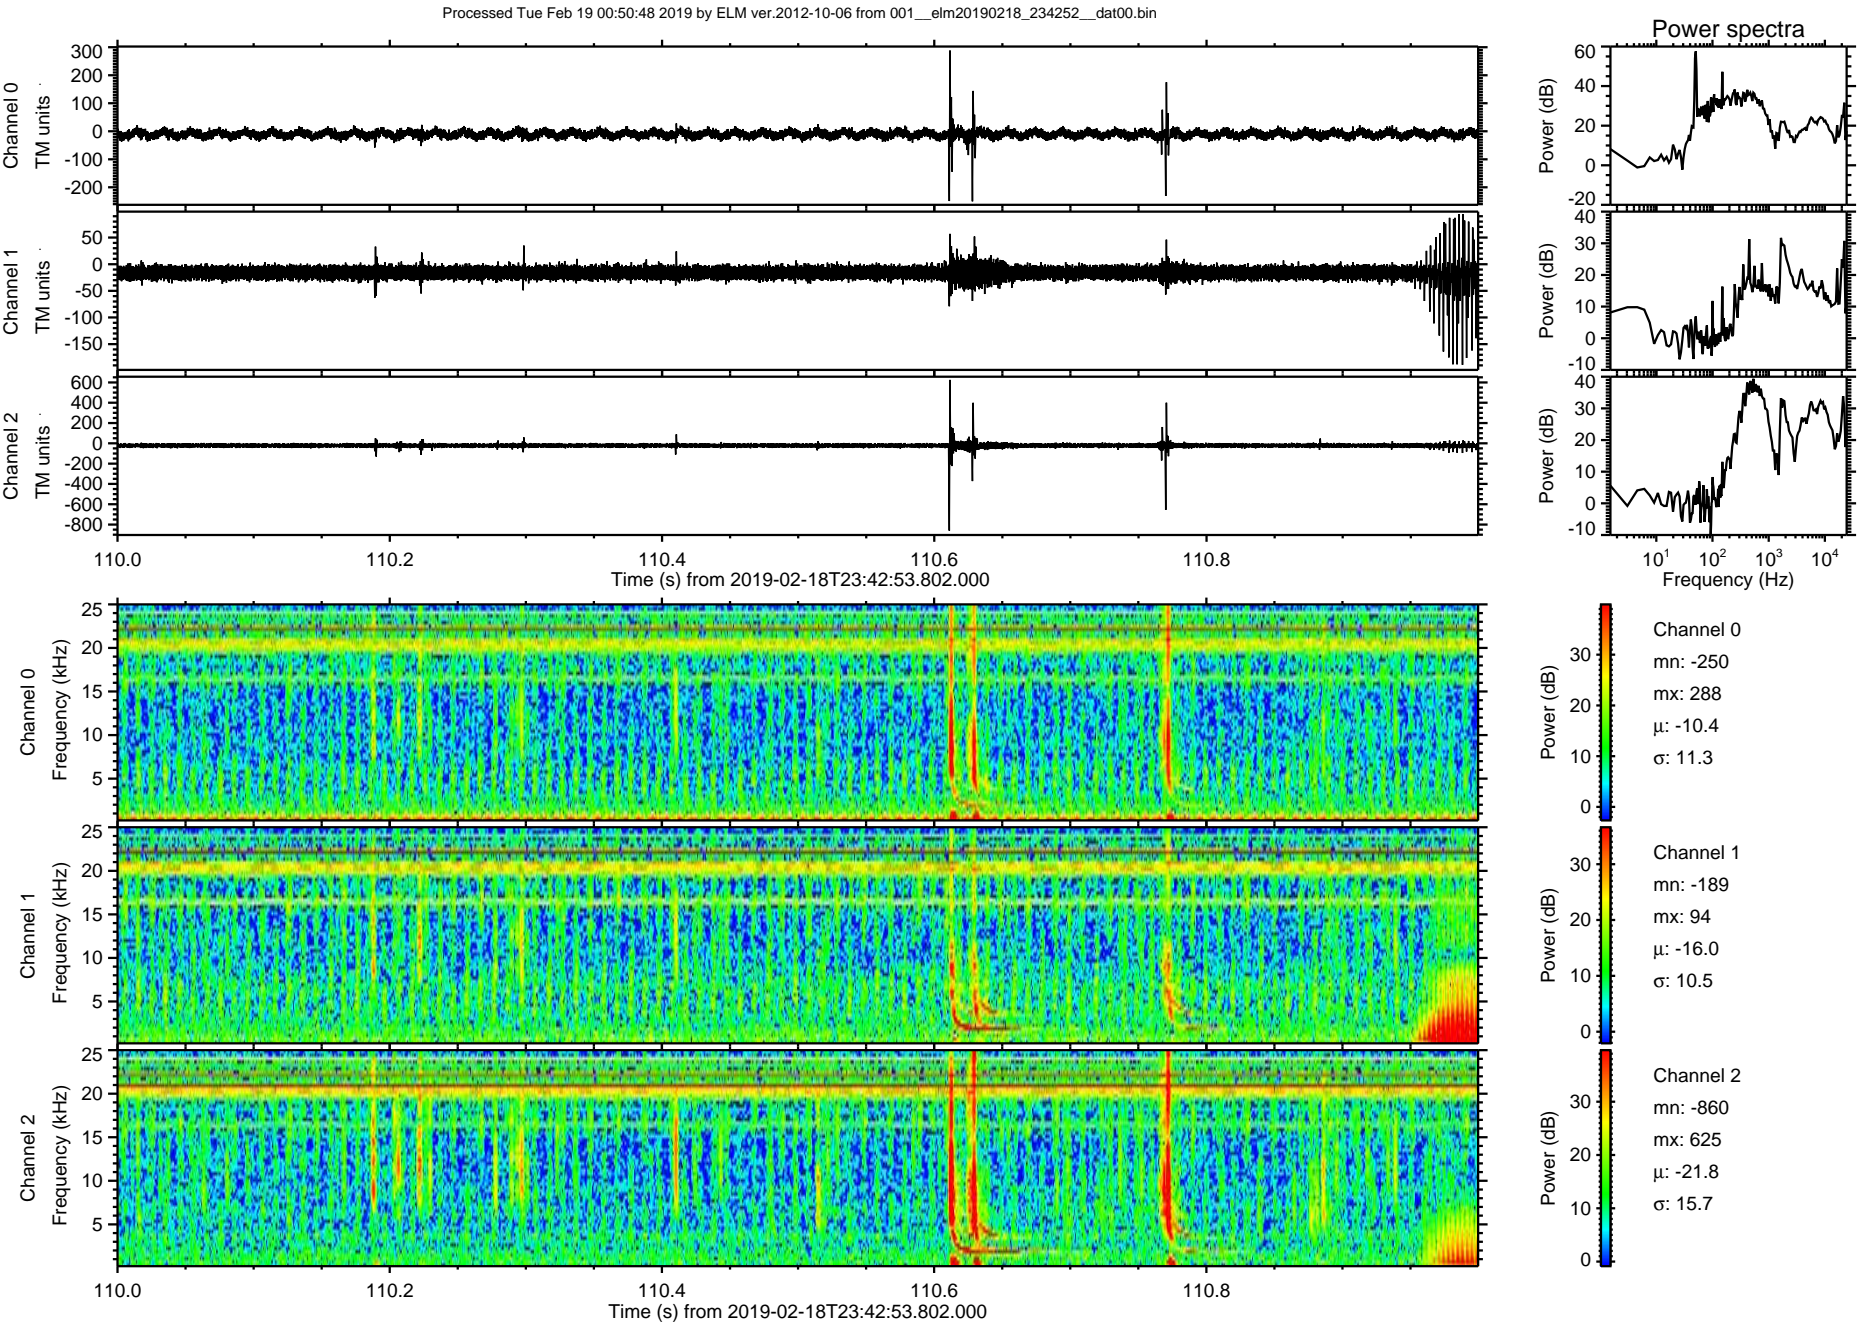 Processed Tue Feb 19 00:50:48 2019 by ELM ver.2012-10-06 from 001__elm20190218_234252__dat00.bin
Power spectra
Channel 0
TM units
300
200
100
0
-100
-200
Power (dB)
60
40
20
0
-20
Channel 1
TM units
50
0
-50
-100
-150
Power (dB)
40
30
20
10
0
-10
Channel 2
TM units
600
400
200
0
-200
-400
-600
-800
Power (dB)
40
30
20
10
0
-10
110.0 110.2 110.4 110.6 110.8
Time (s) from 2019-02-18T23:42:53.802.000
10¹ 10² 10³ 10⁴
Frequency (Hz)
Channel 0
Frequency (kHz)
25
20
15
10
5
Power (dB)
30
20
10
0
Channel 0
mn: -250
mx: 288
μ: -10.4
σ: 11.3
Channel 1
Frequency (kHz)
25
20
15
10
5
Power (dB)
30
20
10
0
Channel 1
mn: -189
mx: 94
μ: -16.0
σ: 10.5
Channel 2
Frequency (kHz)
25
20
15
10
5
Power (dB)
30
20
10
0
Channel 2
mn: -860
mx: 625
μ: -21.8
σ: 15.7
110.0 110.2 110.4 110.6 110.8
Time (s) from 2019-02-18T23:42:53.802.000